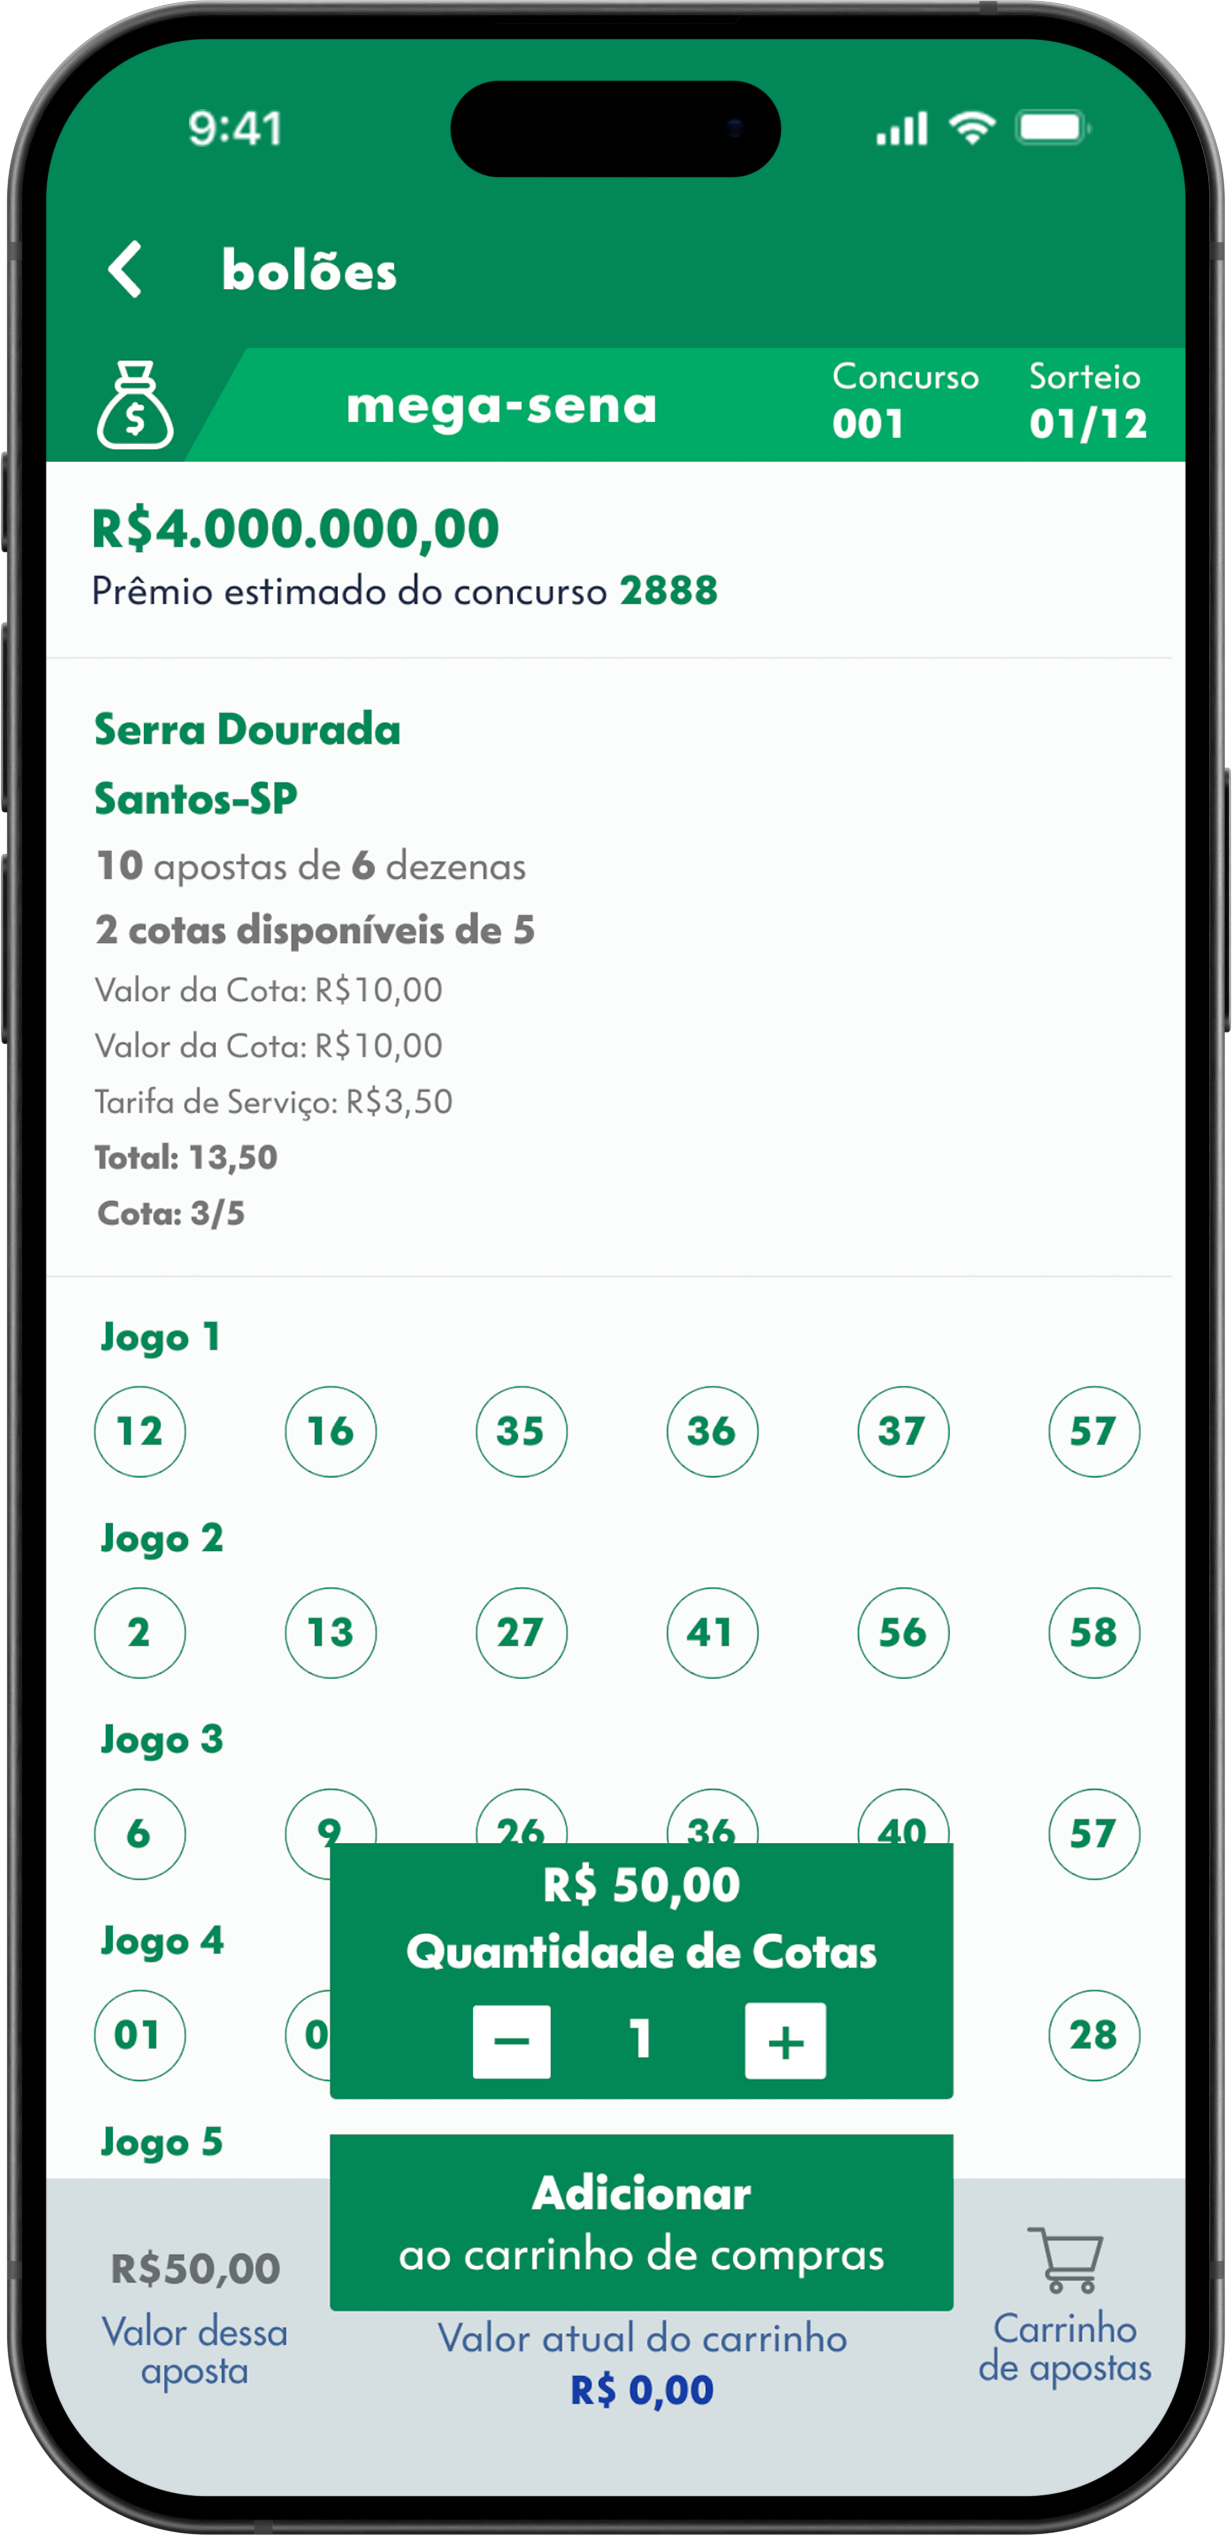 9:41
bolões
mega-sena
Concurso
001
Sorteio
01/12
R$4.000.000,00
Prêmio estimado do concurso 2888
Serra Dourada
Santos-SP
10 apostas de 6 dezenas
2 cotas disponíveis de 5
Valor da Cota: R$10,00
Valor da Cota: R$10,00
Tarifa de Serviço: R$3,50
Total: 13,50
Cota: 3/5
Jogo 1
12 16 35 36 37 57
Jogo 2
2 13 27 41 56 58
Jogo 3
6 9 26 36 40 57
Jogo 4
01 28
Jogo 5
R$ 50,00
Quantidade de Cotas
− 1 +
Adicionar
ao carrinho de compras
R$50,00
Valor dessa
aposta
Valor atual do carrinho
R$ 0,00
Carrinho
de apostas